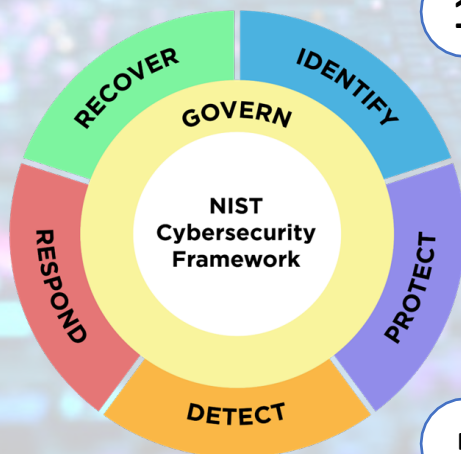 RECOVER
IDENTIFY
GOVERN
NIST
Cybersecurity
Framework
RESPOND
PROTECT
DETECT